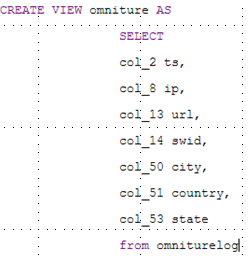 CREATE VIEW omniture AS
SELECT
col_2 ts,
col_8 ip,
col_13 url,
col_14 swid,
col_50 city,
col_51 country,
col_53 state
from omniturelog